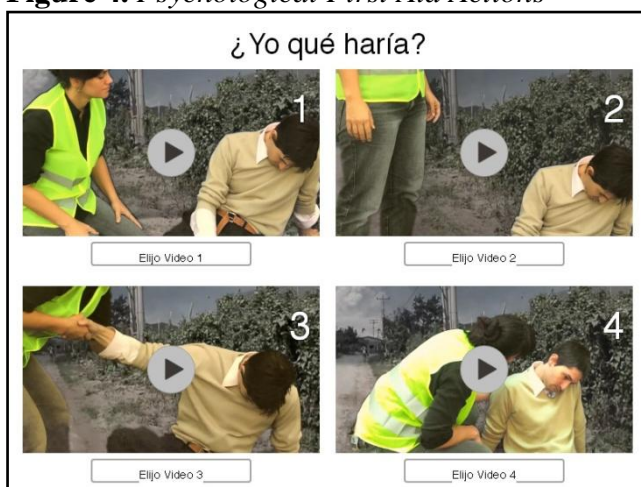 Figure 4. Psychological First Aid Actions
¿Yo qué haría?
1
2
Elijo Video 1
Elijo Video 2
3
4
Elijo Video 3
Elijo Video 4